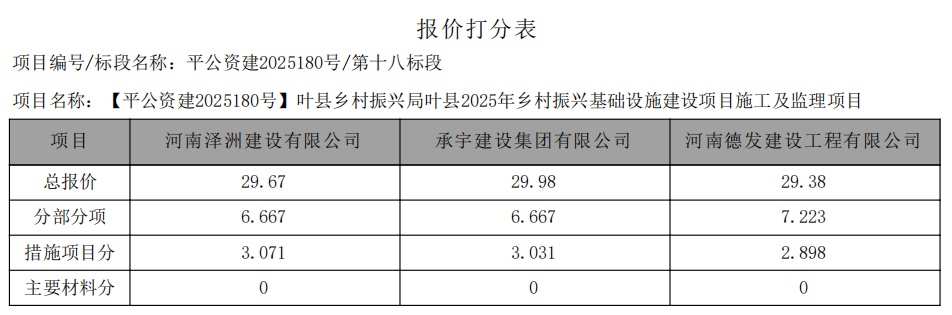 报价打分表
项目编号/标段名称：平公资建2025180号/第十八标段
项目名称：【平公资建2025180号】叶县乡村振兴局叶县2025年乡村振兴基础设施建设项目施工及监理项目
项目 河南泽洲建设有限公司 承宇建设集团有限公司 河南德发建设工程有限公司
总报价 29.67 29.98 29.38
分部分项 6.667 6.667 7.223
措施项目分 3.071 3.031 2.898
主要材料分 0 0 0